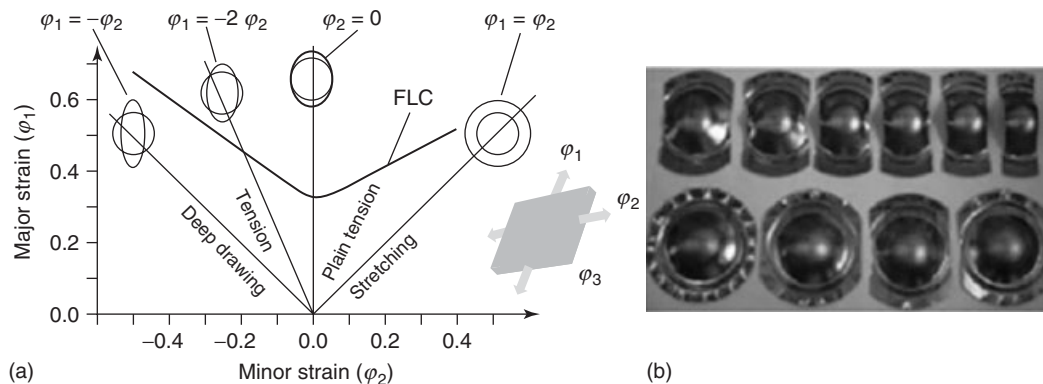 φ1 = −φ2
φ1 = −2 φ2
φ2 = 0
φ1 = φ2
Major strain (φ1)
0.6
0.4
0.2
0.0
FLC
Deep drawing
Tension
Plain tension
Stretching
φ1
φ2
φ3
−0.4
−0.2
0.0
0.2
0.4
Minor strain (φ2)
(a)
(b)